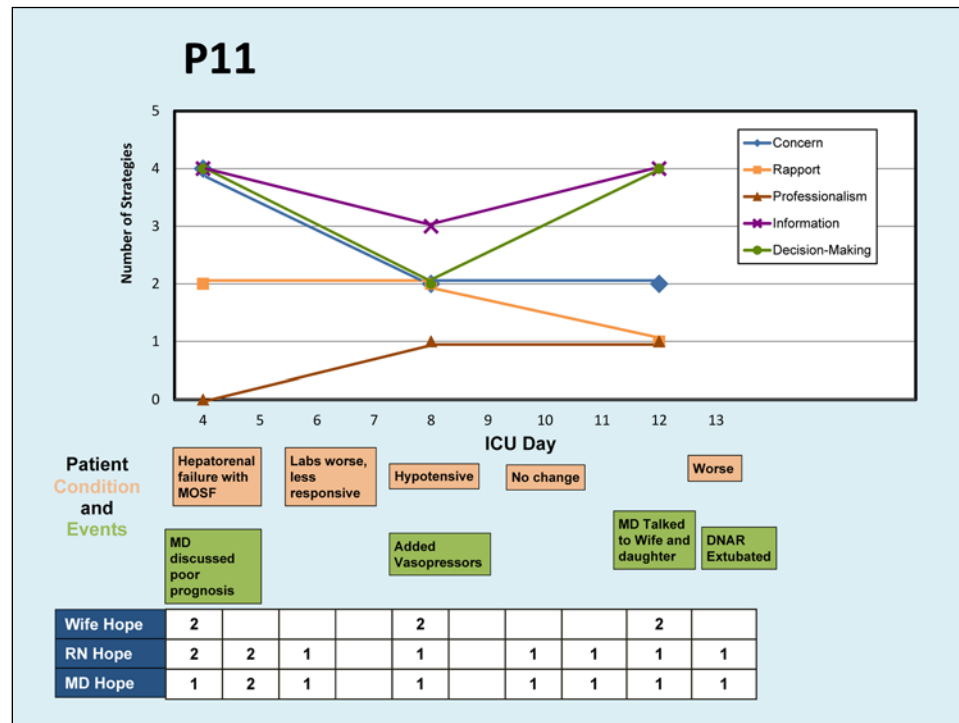 P11
5
4
3
2
1
0
Number of Strategies
Concern
Rapport
Professionalism
Information
Decision-Making
4 5 6 7 8 9 10 11 12 13
ICU Day
Patient
Condition
and
Events
Hepatorenal
failure with
MOSF
Labs worse,
less
responsive
Hypotensive
No change
Worse
MD
discussed
poor
prognosis
Added
Vasopressors
MD Talked
to Wife and
daughter
DNAR
Extubated
Wife Hope 2 2 2
RN Hope 2 2 1 1 1 1 1 1
MD Hope 1 2 1 1 1 1 1 1